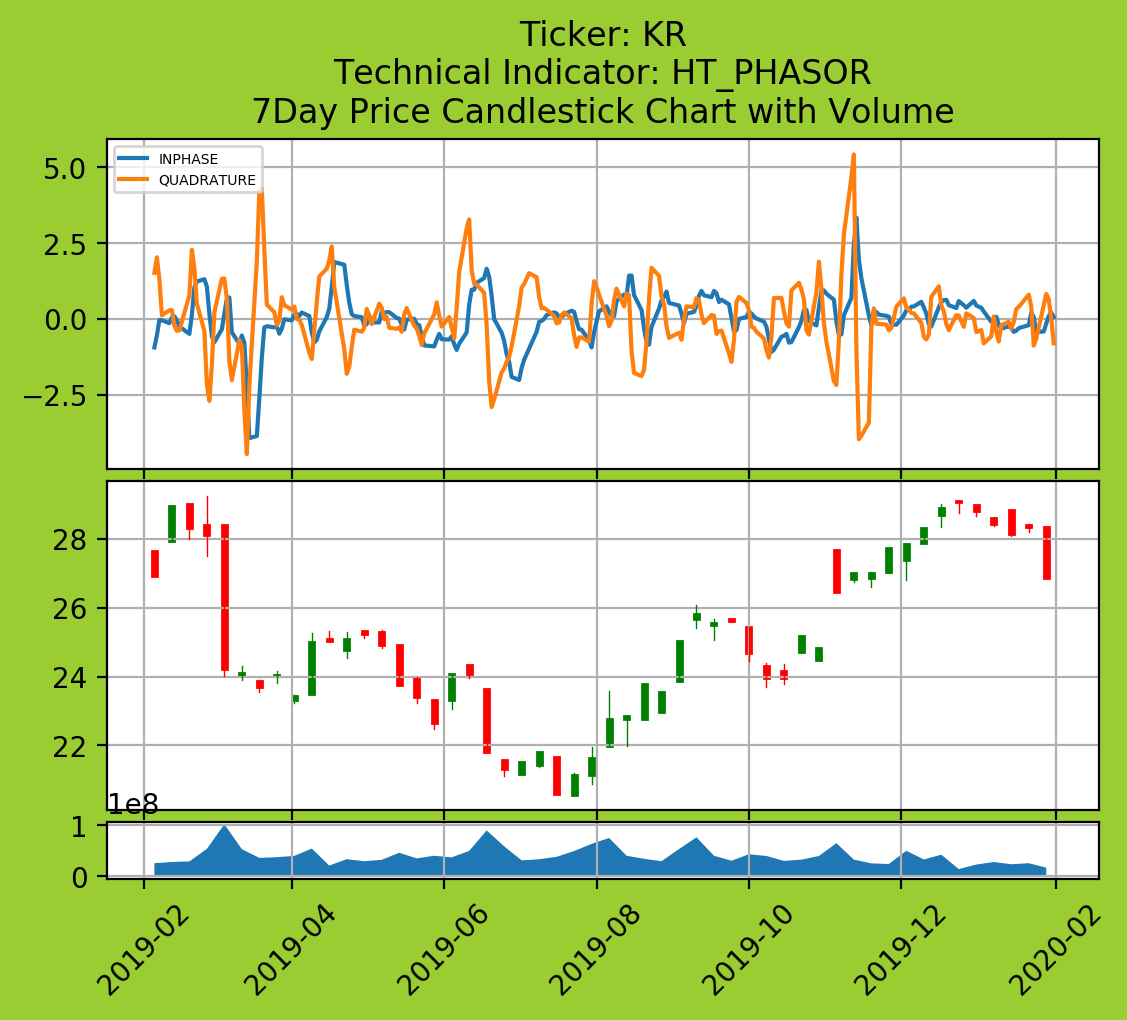 Ticker: KR
Technical Indicator: HT_PHASOR
7Day Price Candlestick Chart with Volume
INPHASE
QUADRATURE
5.0
2.5
0.0
−2.5
28
26
24
22
1e8
1
0
2019-02
2019-04
2019-06
2019-08
2019-10
2019-12
2020-02